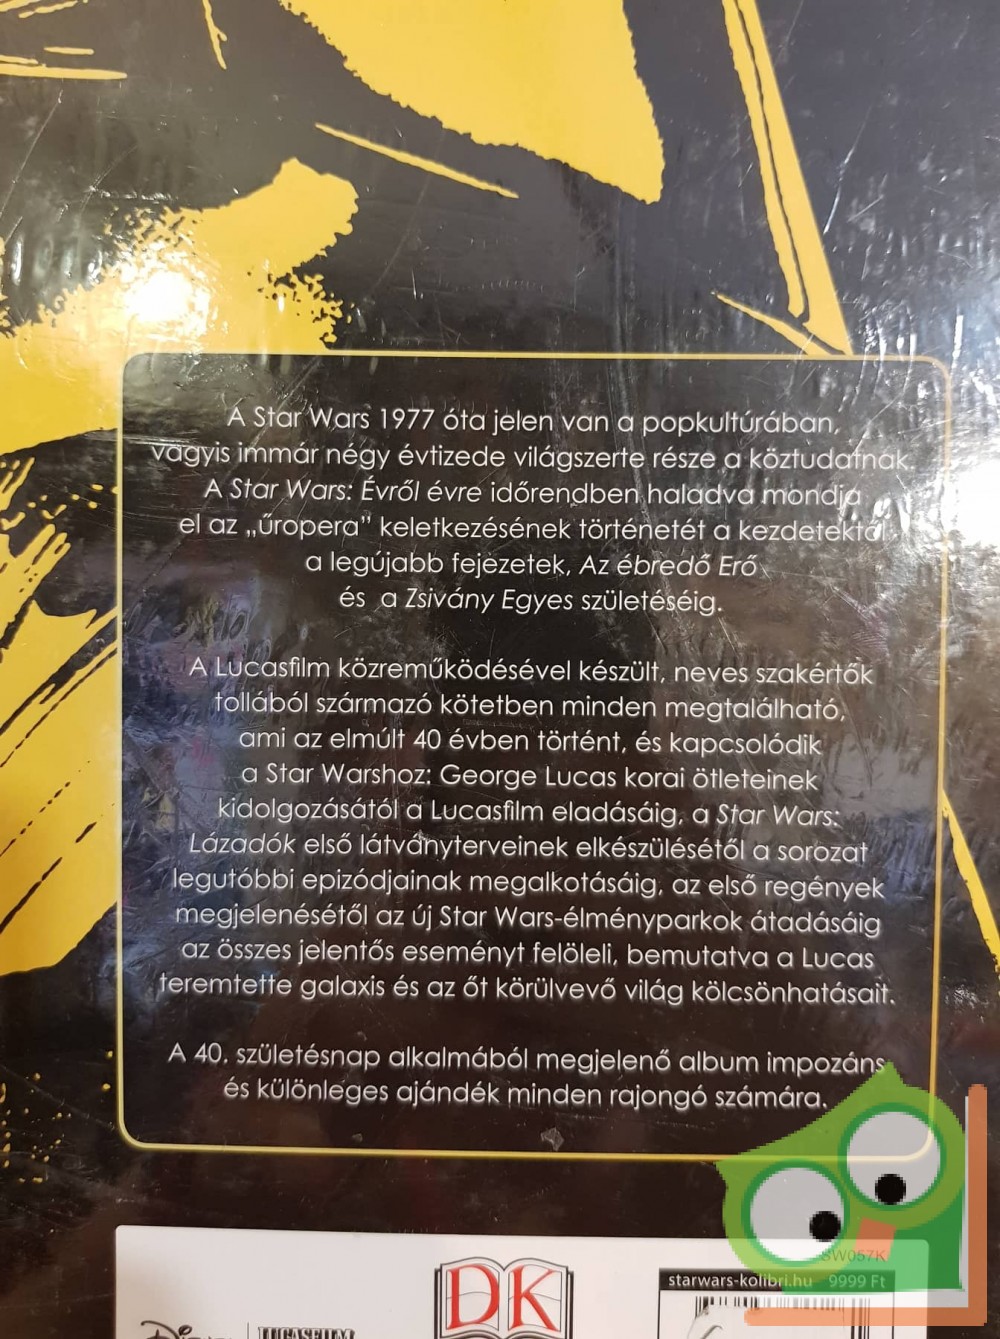 A Star Wars 1977 óta jelen van a popkultúrában,
vagyis immár négy évtizede világszerte része a köztudatnak.
A Star Wars: Évről évre időrendben haladva mondja
el az „űropera” keletkezésének történetét a kezdetektől
a legújabb fejezetek, Az ébredő Erő
és a Zsivány Egyes születéséig.
A Lucasfilm közreműködésével készült, neves szakértők
tollából származó kötetben minden megtalálható,
ami az elmúlt 40 évben történt, és kapcsolódik
a Star Warshoz: George Lucas korai ötleteinek
kidolgozásától a Lucasfilm eladásáig, a Star Wars:
Lázadók első látványterveinek elkészülésétől a sorozat
legutóbbi epizódjainak megalkotásáig, az első regények
megjelenésétől az új Star Wars-élményparkok átadásáig
az összes jelentős eseményt felöleli, bemutatva a Lucas
teremtette galaxis és az őt körülvevő világ kölcsönhatásait.
A 40. születésnap alkalmából megjelenő album impozáns
és különleges ajándék minden rajongó számára.
SW057K
starwars-kolibri.hu 9999 Ft
DK
Disney LUCASFILM